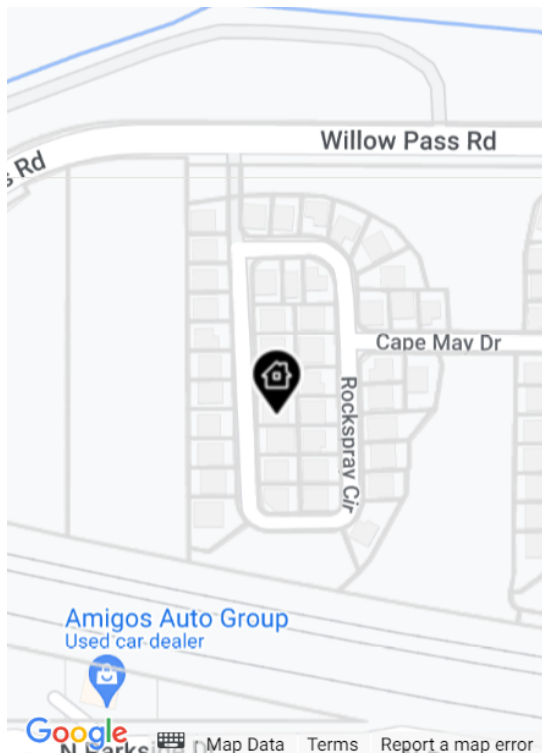 Willow Pass Rd
s Rd
Cape May Dr
Rockspray Cir
Amigos Auto Group
Used car dealer
N Parkside D
Google
Map Data
Terms
Report a map error